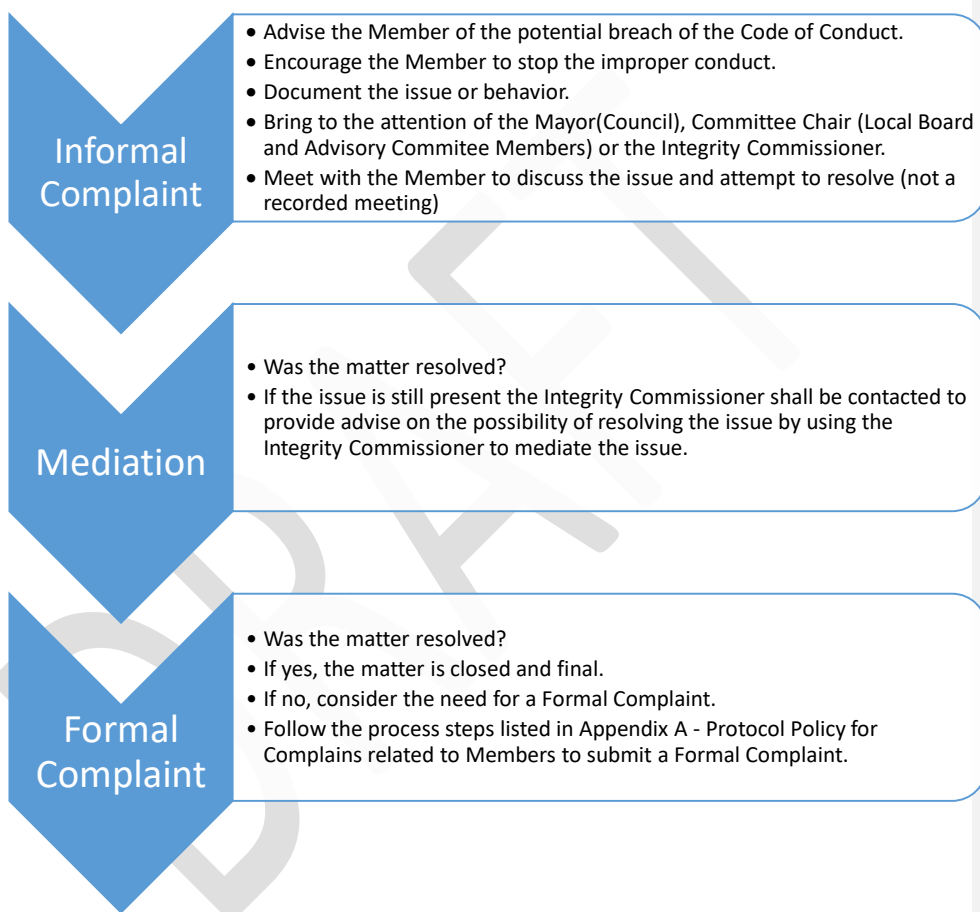 Informal
Complaint
• Advise the Member of the potential breach of the Code of Conduct.
• Encourage the Member to stop the improper conduct.
• Document the issue or behavior.
• Bring to the attention of the Mayor(Council), Committee Chair (Local Board
and Advisory Commitee Members) or the Integrity Commissioner.
• Meet with the Member to discuss the issue and attempt to resolve (not a
recorded meeting)
Mediation
• Was the matter resolved?
• If the issue is still present the Integrity Commissioner shall be contacted to
provide advise on the possibility of resolving the issue by using the
Integrity Commissioner to mediate the issue.
Formal
Complaint
• Was the matter resolved?
• If yes, the matter is closed and final.
• If no, consider the need for a Formal Complaint.
• Follow the process steps listed in Appendix A - Protocol Policy for
Complains related to Members to submit a Formal Complaint.
DRAFT